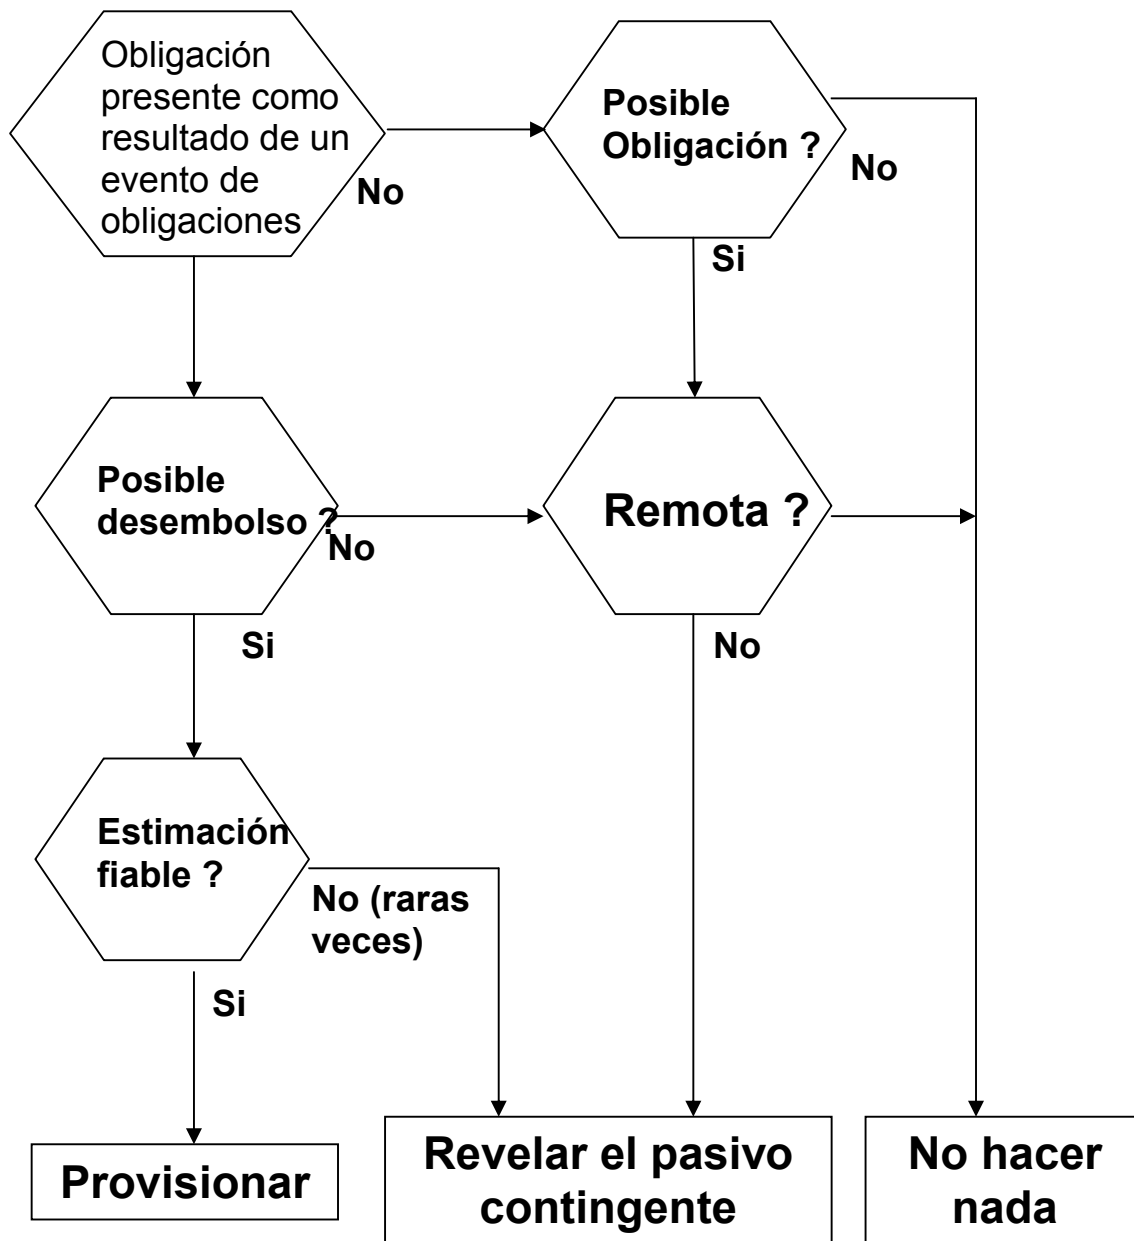 Obligación
presente como
resultado de un
evento de
obligaciones
No
Posible
Obligación ?
No
Si
Posible
desembolso ?
No
Remota ?
Si
No
Estimación
fiable ?
No (raras
veces)
Si
Provisionar
Revelar el pasivo
contingente
No hacer
nada